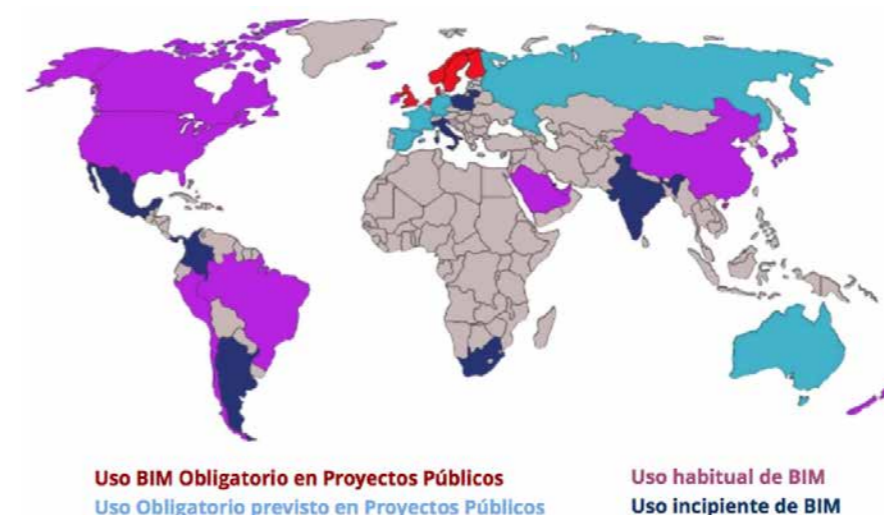 Uso BIM Obligatorio en Proyectos Públicos
Uso habitual de BIM
Uso Obligatorio previsto en Proyectos Públicos
Uso incipiente de BIM